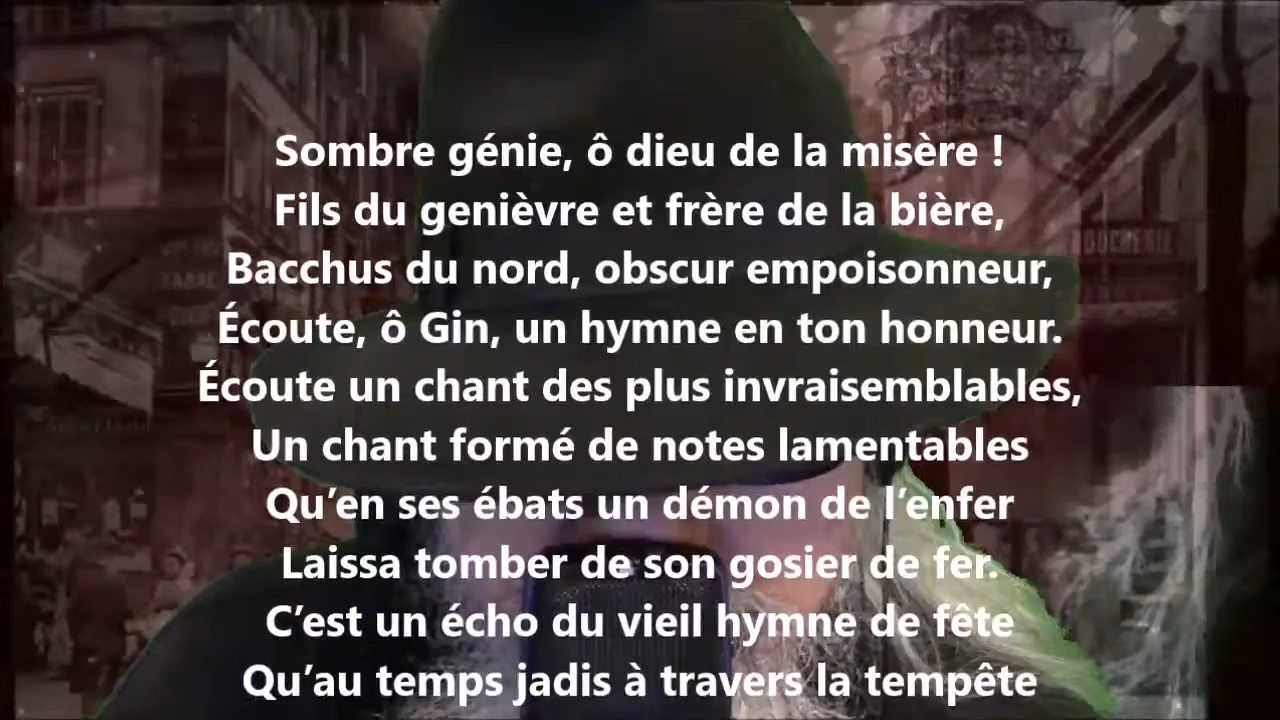 Sombre génie, ô dieu de la misère !
Fils du genièvre et frère de la bière,
Bacchus du nord, obscur empoisonneur,
Écoute, ô Gin, un hymne en ton honneur.
Écoute un chant des plus invraisemblables,
Un chant formé de notes lamentables
Qu’en ses ébats un démon de l’enfer
Laissa tomber de son gosier de fer.
C’est un écho du vieil hymne de fête
Qu’au temps jadis à travers la tempête
BOUCHERIE